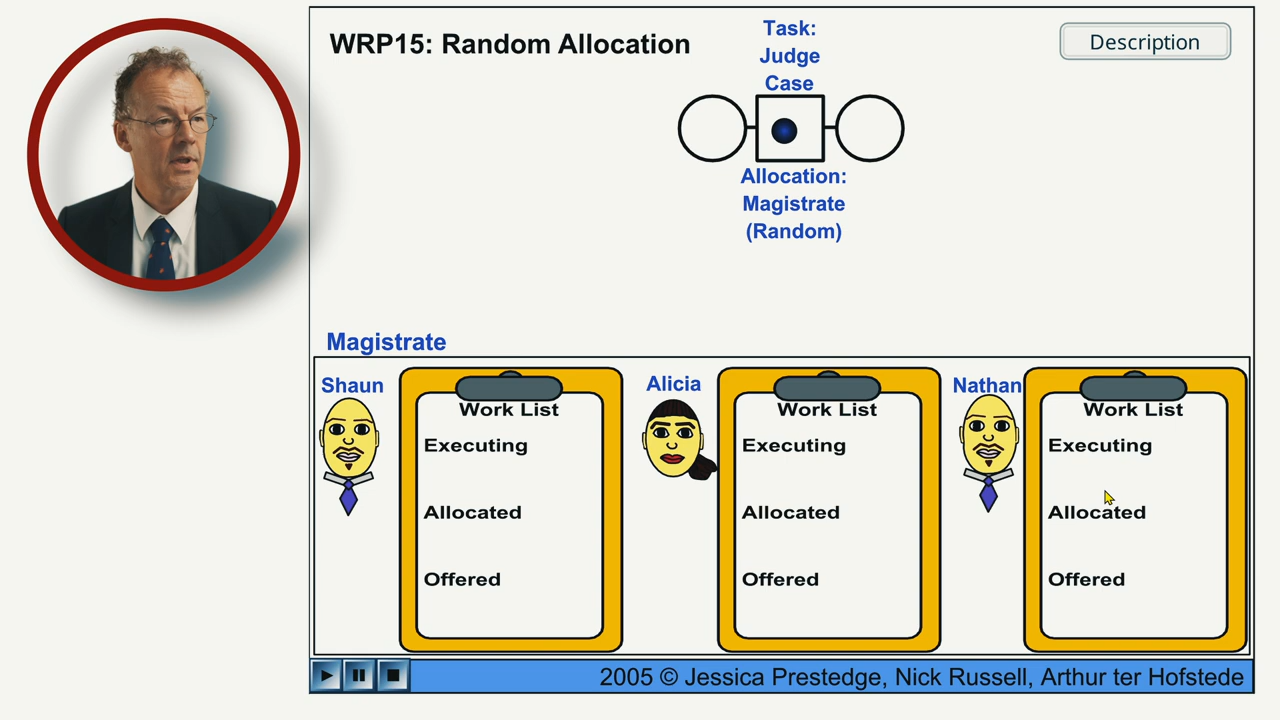 WRP15: Random Allocation
Task:
Judge
Case
Description
Allocation:
Magistrate
(Random)
Magistrate
Shaun
Work List
Executing
Allocated
Offered
Alicia
Work List
Executing
Allocated
Offered
Nathan
Work List
Executing
Allocated
Offered
2005 © Jessica Prestedge, Nick Russell, Arthur ter Hofstede